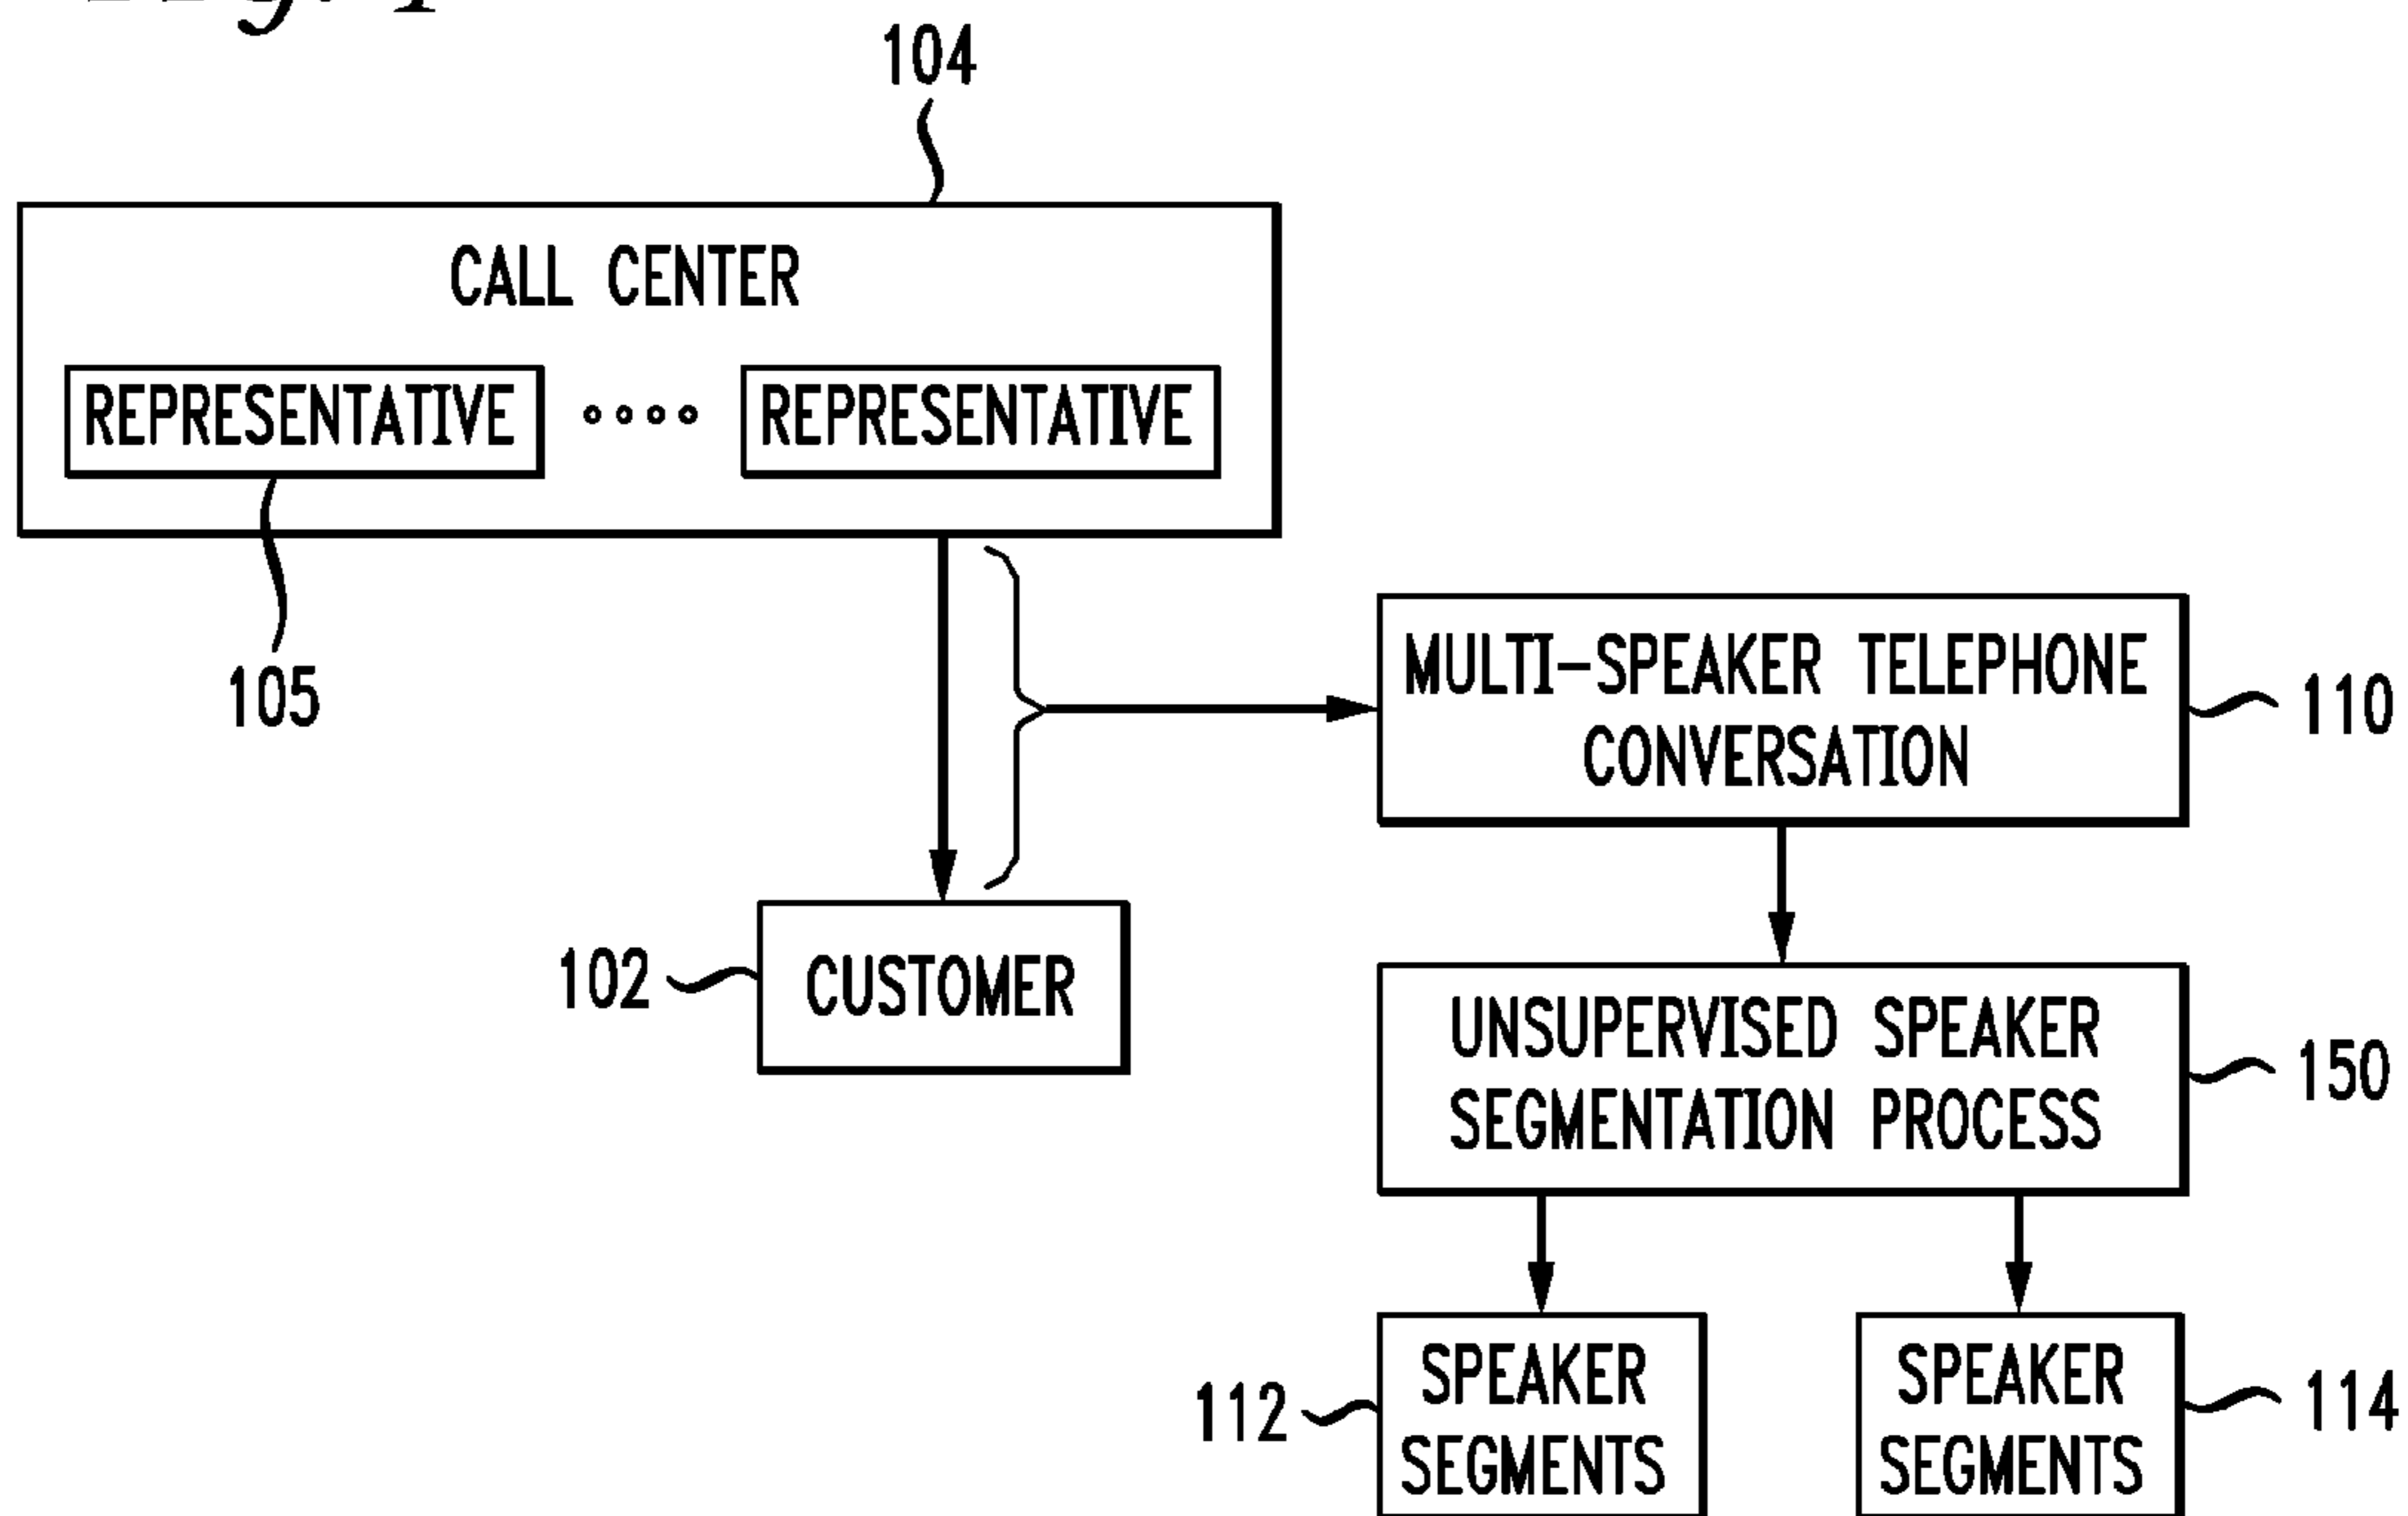 104
CALL CENTER
REPRESENTATIVE REPRESENTATIVE
105
MULTI-SPEAKER TELEPHONE
CONVERSATION
110
102
CUSTOMER
UNSUPERVISED SPEAKER
SEGMENTATION PROCESS
150
112
SPEAKER
SEGMENTS
SPEAKER
SEGMENTS
114